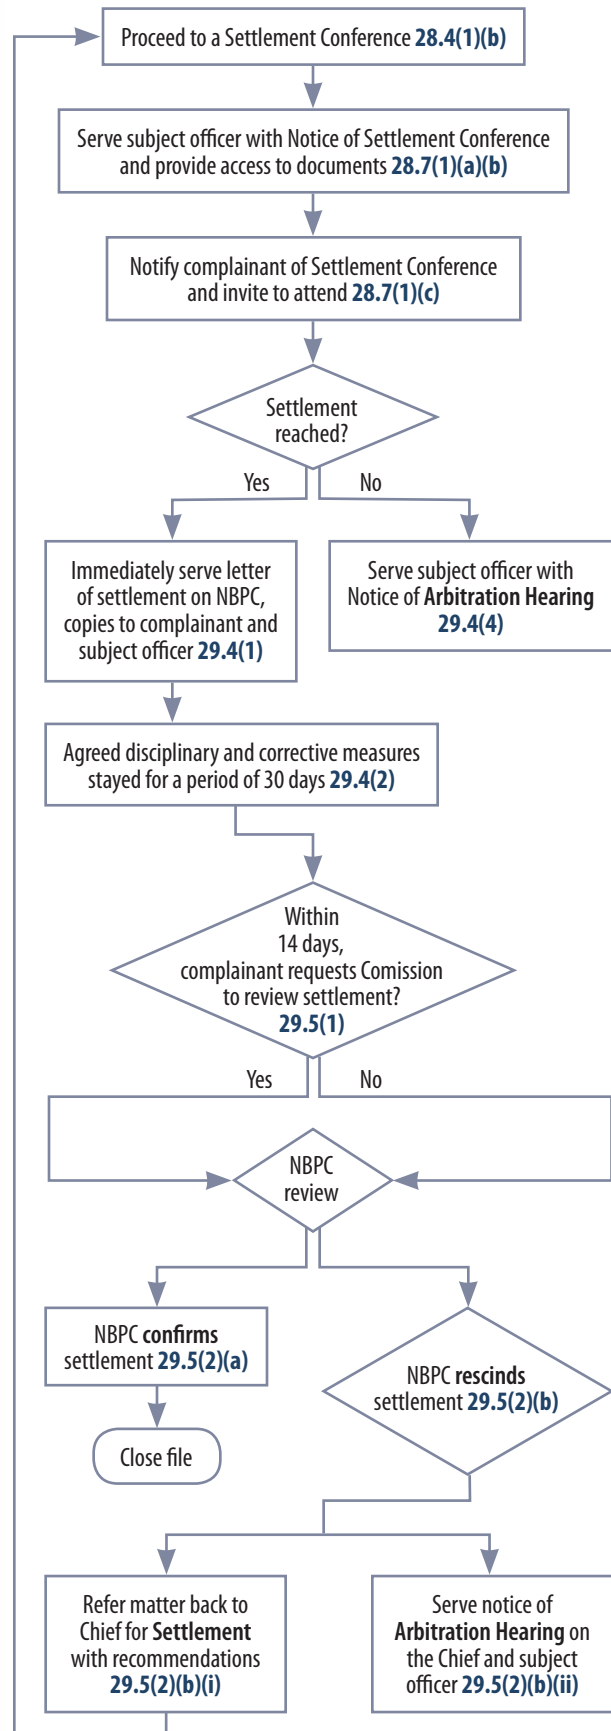 Proceed to a Settlement Conference 28.4(1)(b)
Serve subject officer with Notice of Settlement Conference
and provide access to documents 28.7(1)(a)(b)
Notify complainant of Settlement Conference
and invite to attend 28.7(1)(c)
Settlement
reached?
Yes
No
Immediately serve letter
of settlement on NBPC,
copies to complainant and
subject officer 29.4(1)
Serve subject officer with
Notice of Arbitration Hearing
29.4(4)
Agreed disciplinary and corrective measures
stayed for a period of 30 days 29.4(2)
Within
14 days,
complainant requests Comission
to review settlement?
29.5(1)
Yes
No
NBPC
review
NBPC confirms
settlement 29.5(2)(a)
NBPC rescinds
settlement 29.5(2)(b)
Close file
Refer matter back to
Chief for Settlement
with recommendations
29.5(2)(b)(i)
Serve notice of
Arbitration Hearing on
the Chief and subject
officer 29.5(2)(b)(ii)